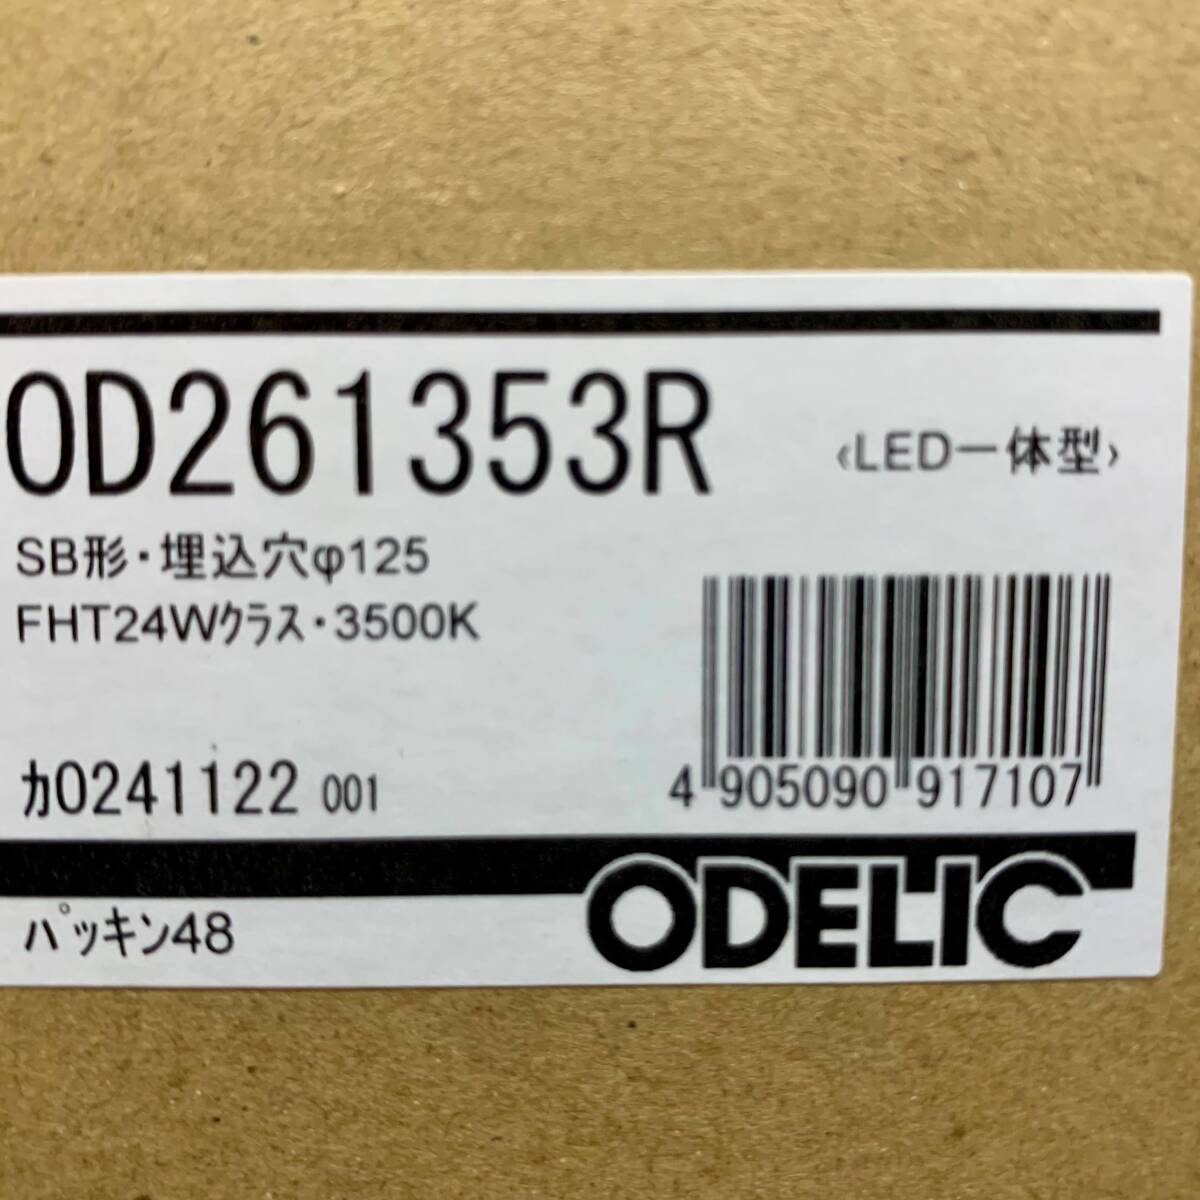 OD261353R
‹LED一体型›
SB形・埋込穴φ125
FHT24Wｸﾗｽ・3500K
ｶ0241122 001
4 905090 917107
ﾊﾟｯｷﾝ48
ODELIC